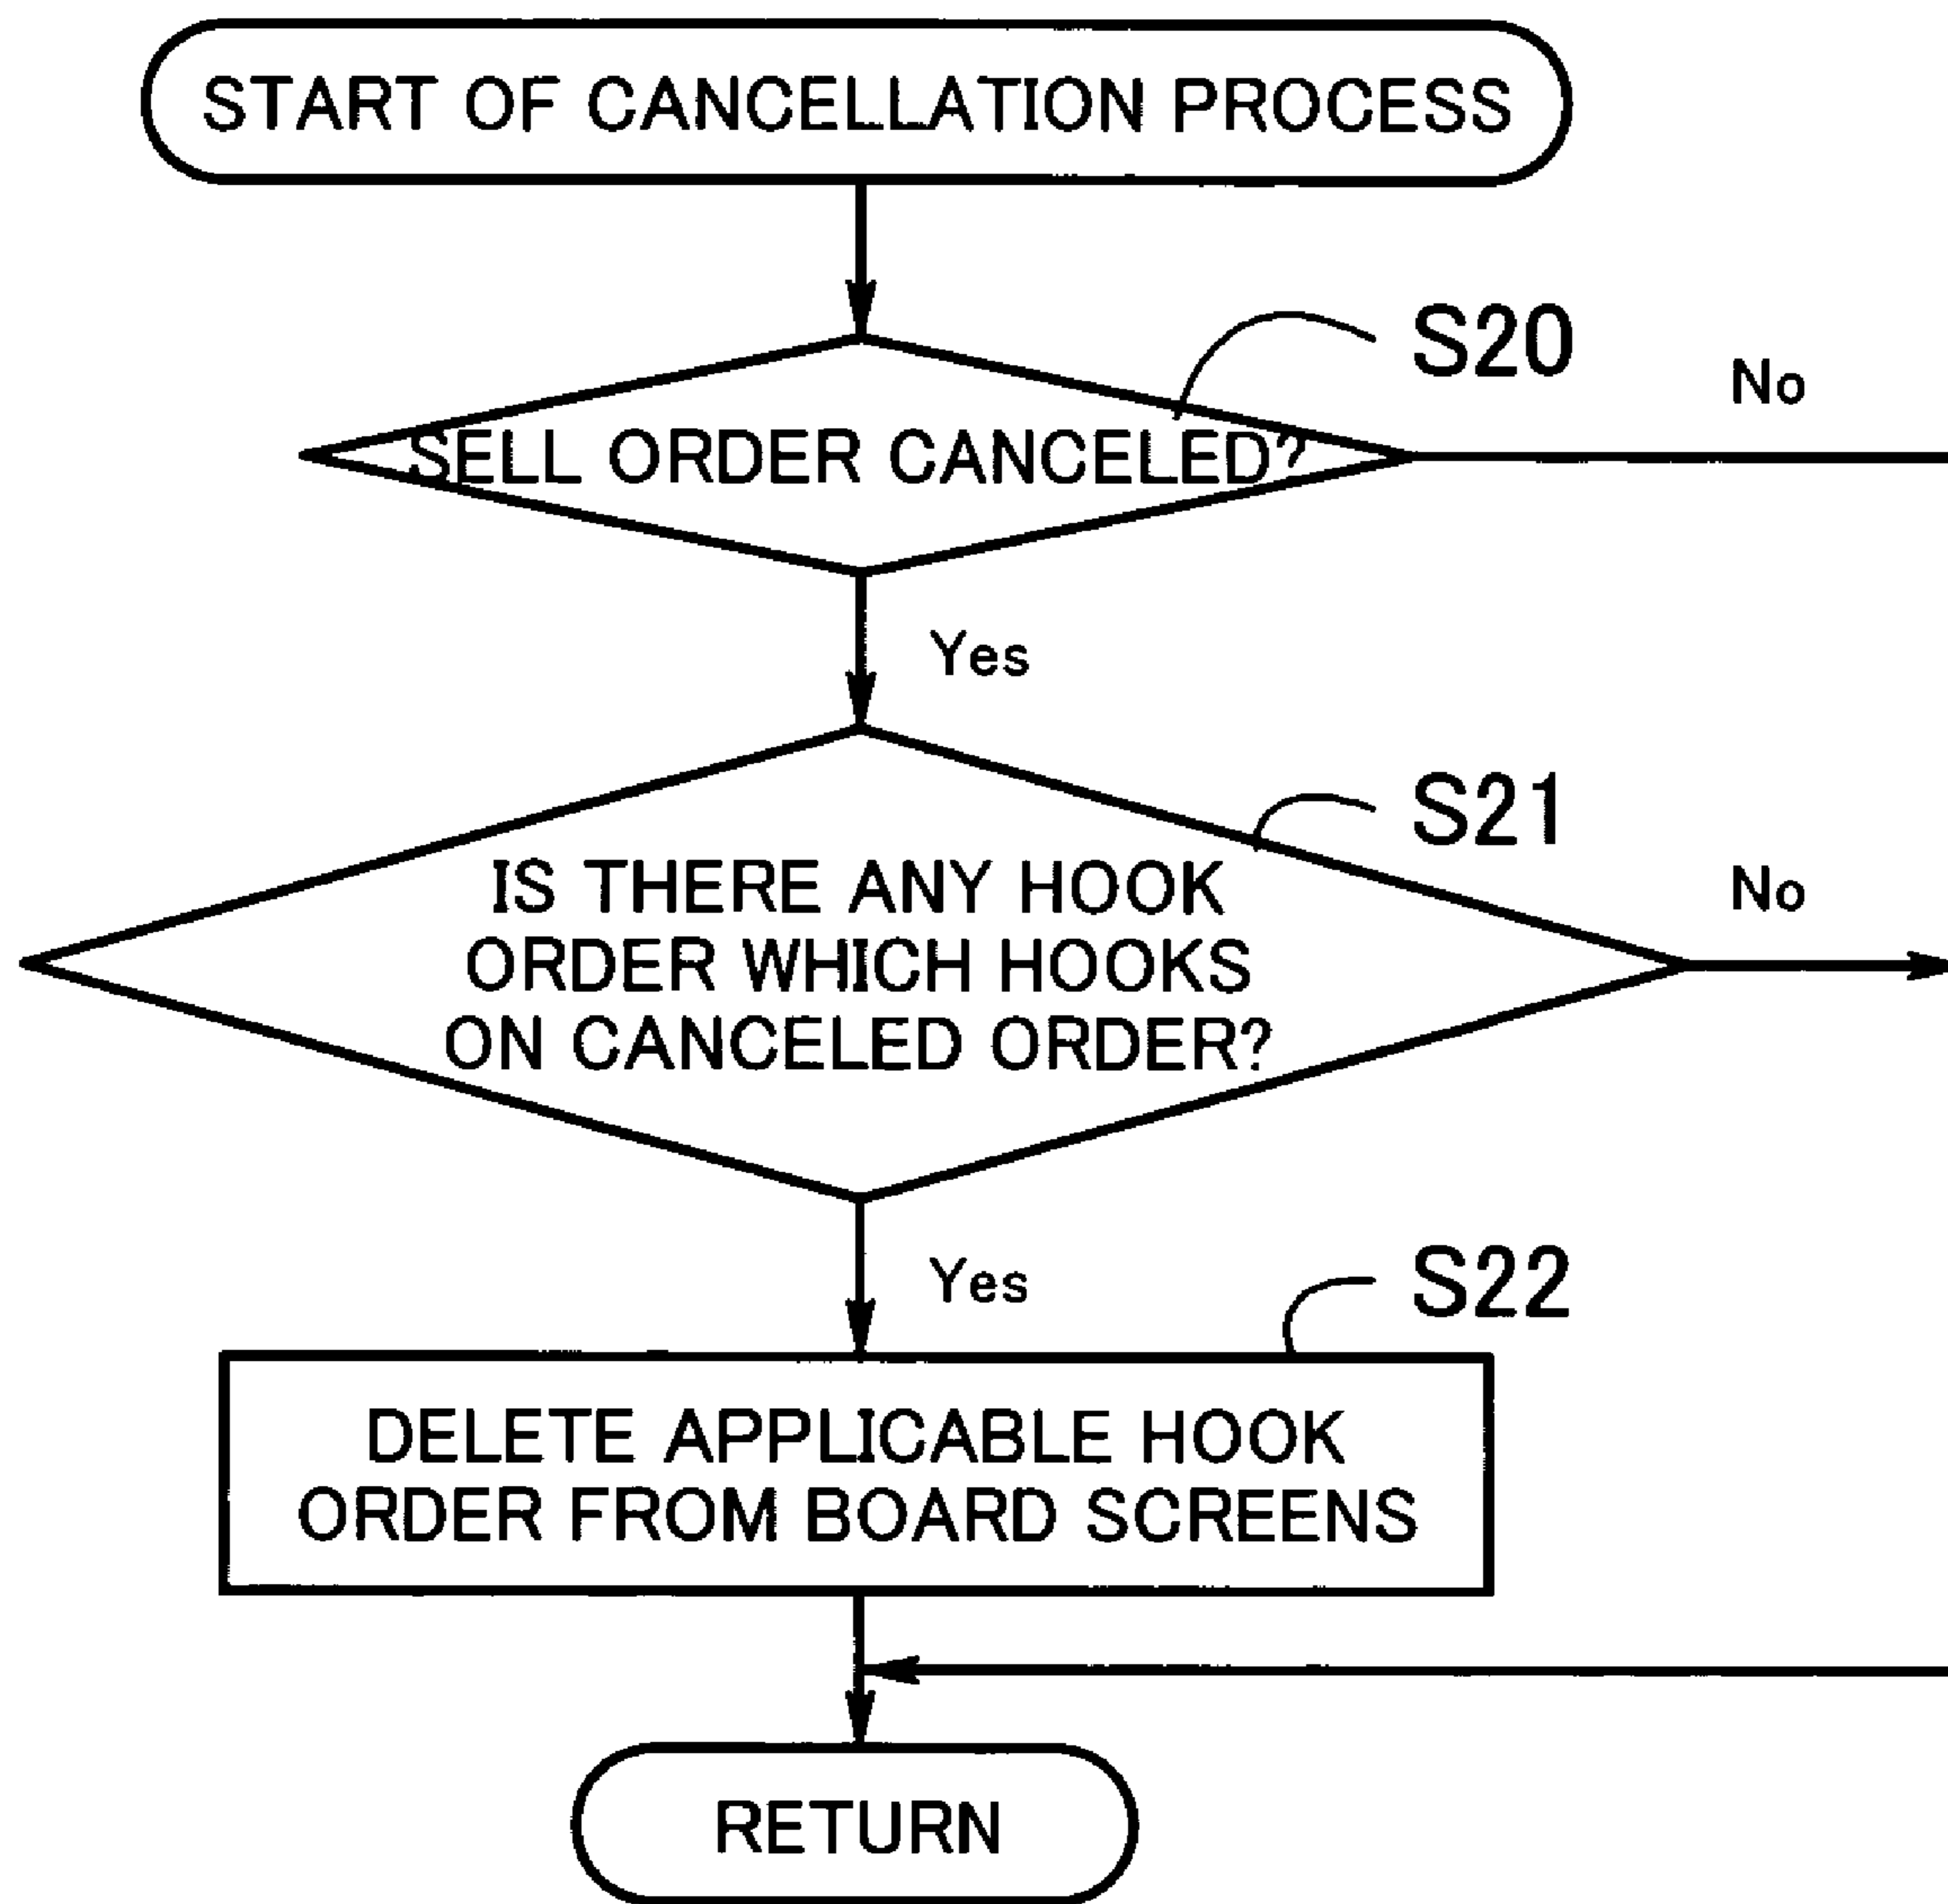 START OF CANCELLATION PROCESS
S20
No
SELL ORDER CANCELED?
Yes
S21
No
IS THERE ANY HOOK
ORDER WHICH HOOKS
ON CANCELED ORDER?
Yes
S22
DELETE APPLICABLE HOOK
ORDER FROM BOARD SCREENS
RETURN